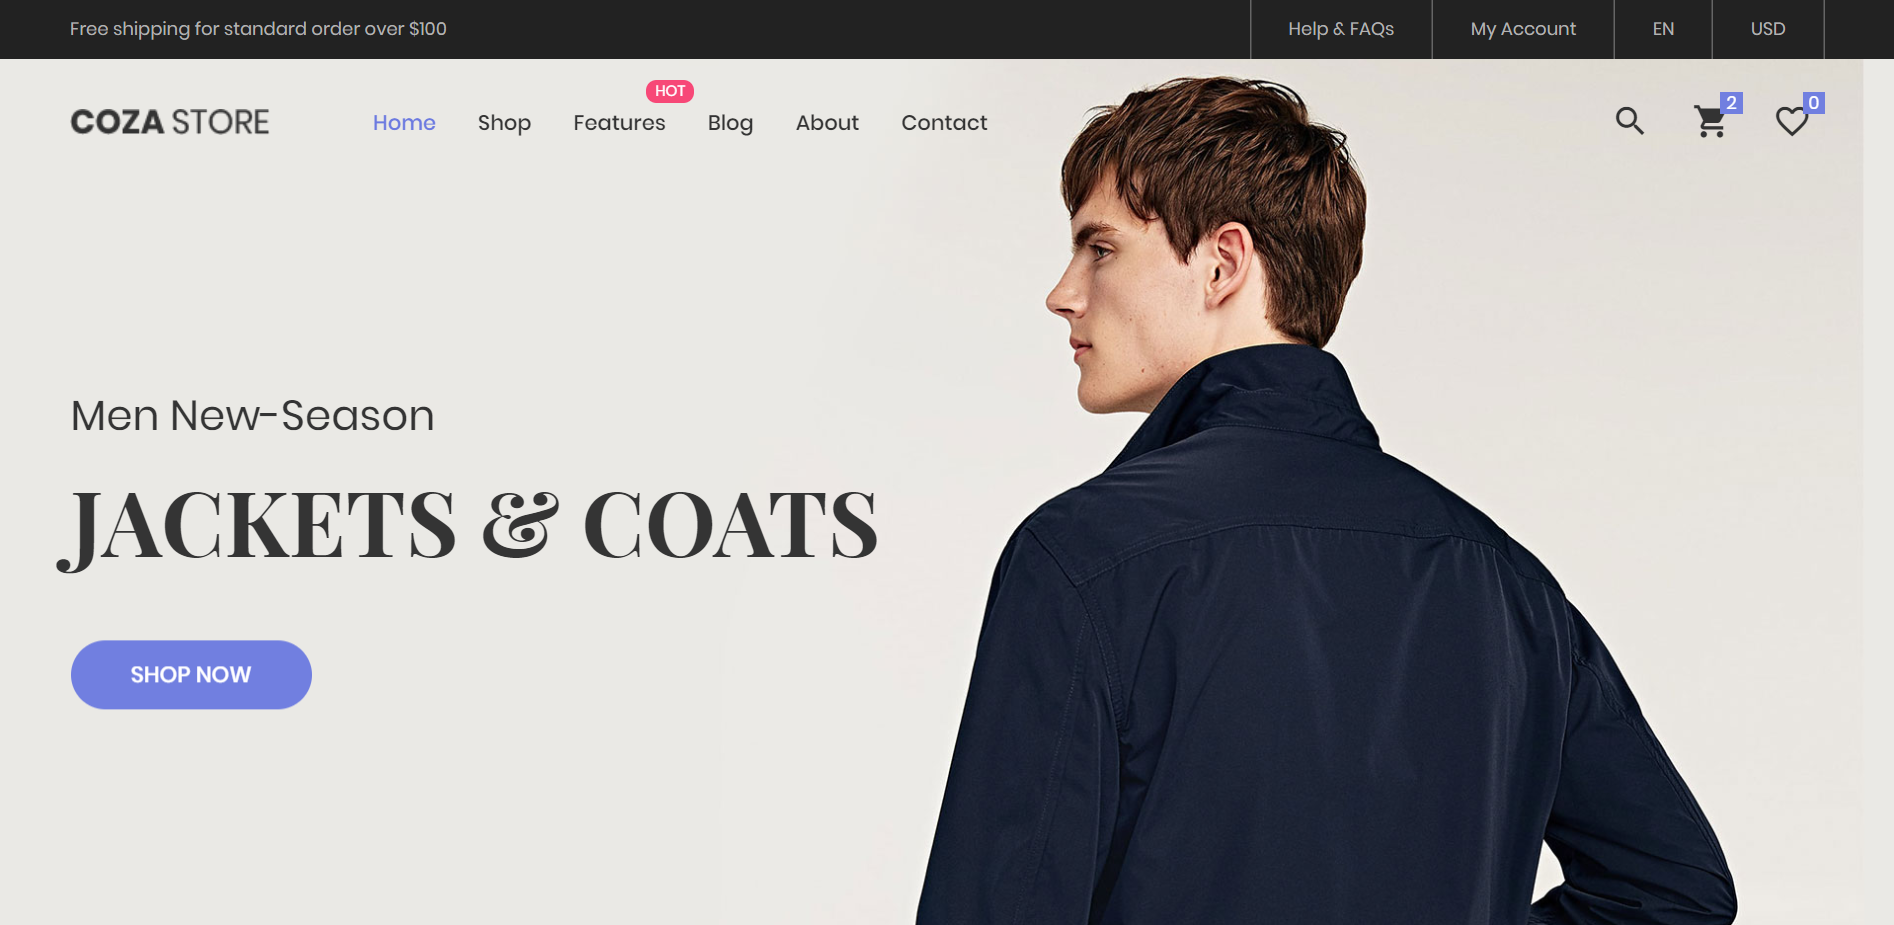 Free shipping for standard order over $100
Help & FAQs
My Account
EN
USD
COZA STORE
Home
Shop
Features
HOT
Blog
About
Contact
2
0
Men New-Season
JACKETS & COATS
SHOP NOW